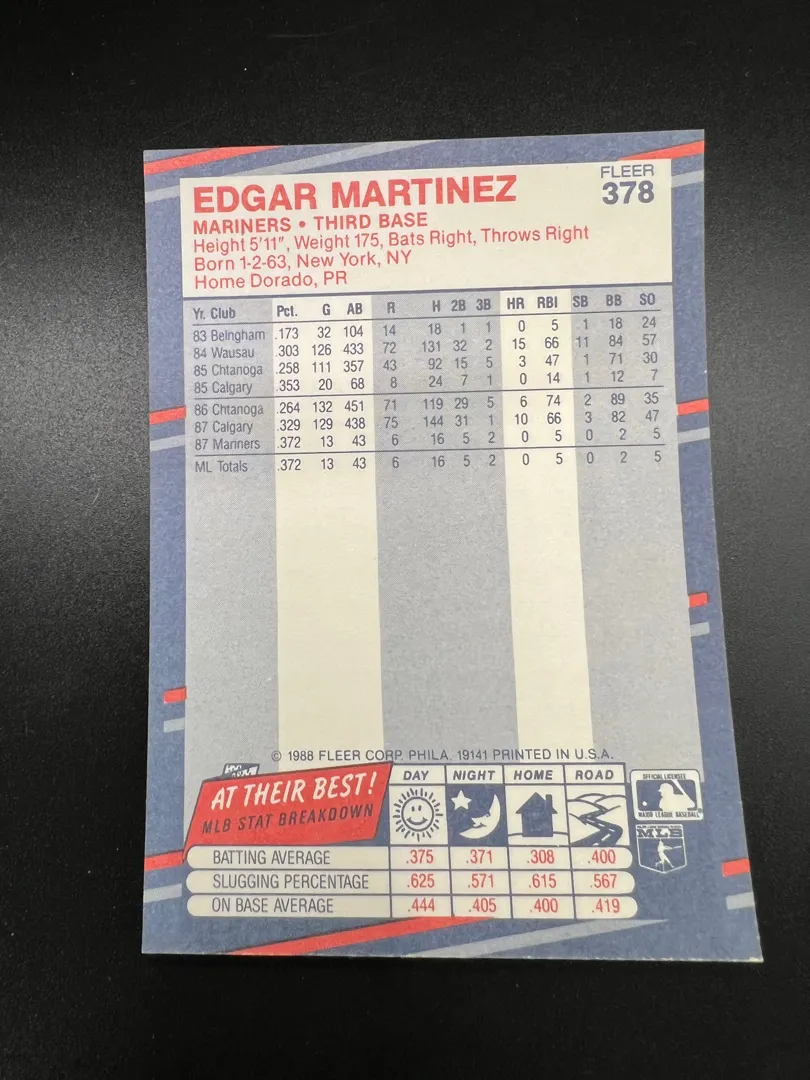 FLEER
EDGAR MARTINEZ 378
MARINERS • THIRD BASE
Height 5'11", Weight 175, Bats Right, Throws Right
Born 1-2-63, New York, NY
Home Dorado, PR
Yr. Club Pct. G AB R H 2B 3B HR RBI SB BB SO
83 Belngham .173 32 104 14 18 1 1 0 5 1 18 24
84 Wausau .303 126 433 72 131 32 2 15 66 11 84 57
85 Chtanoga .258 111 357 43 92 15 5 3 47 1 71 30
85 Calgary .353 20 68 8 24 7 1 0 14 1 12 7
86 Chtanoga .264 132 451 71 119 29 5 6 74 2 89 35
87 Calgary .329 129 438 75 144 31 1 10 66 3 82 47
87 Mariners .372 13 43 6 16 5 2 0 5 0 2 5
ML Totals .372 13 43 6 16 5 2 0 5 0 2 5
© 1988 FLEER CORP. PHILA. 19141 PRINTED IN U.S.A.
AT THEIR BEST!
MLB STAT BREAKDOWN
DAY NIGHT HOME ROAD
OFFICIAL LICENSEE
MAJOR LEAGUE BASEBALL
BATTING AVERAGE .375 .371 .308 .400
SLUGGING PERCENTAGE .625 .571 .615 .567
ON BASE AVERAGE .444 .405 .400 .419